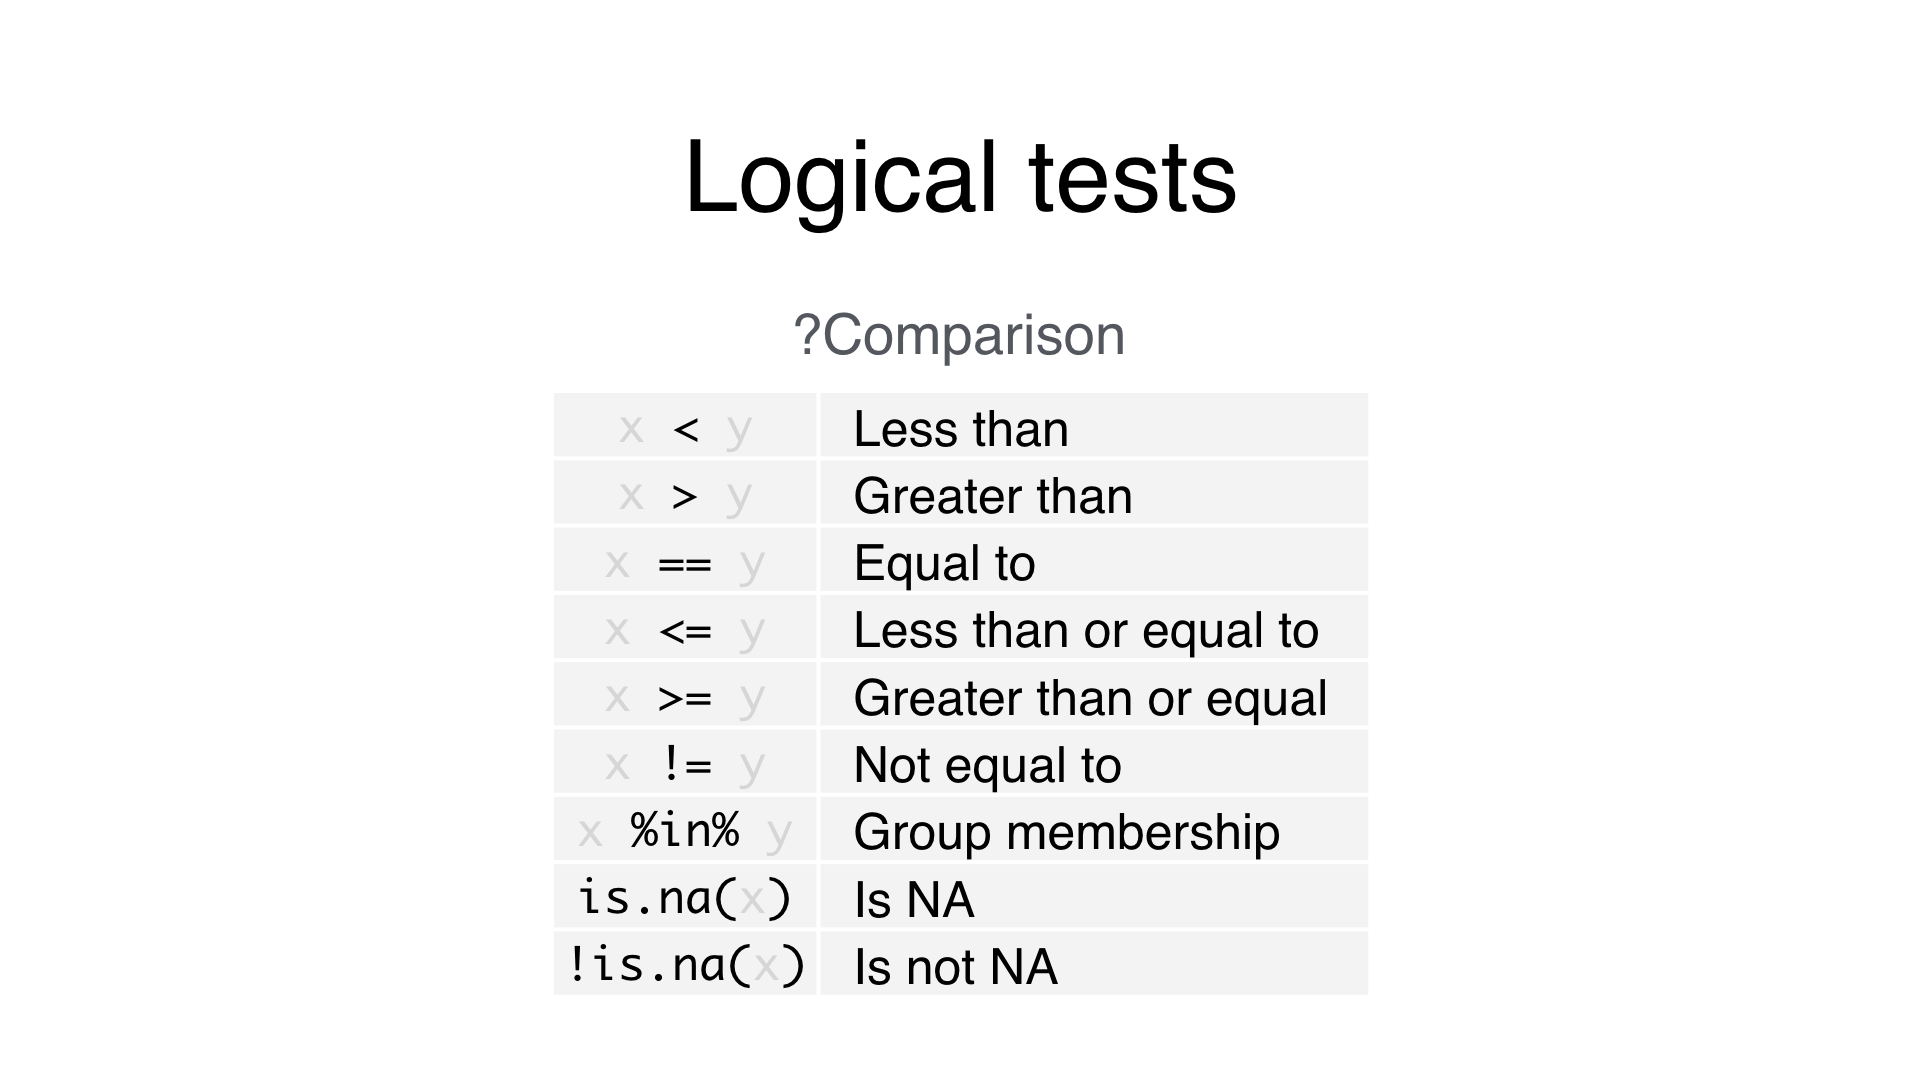 Logical tests
?Comparison
x < y Less than
x > y Greater than
x == y Equal to
x <= y Less than or equal to
x >= y Greater than or equal
x != y Not equal to
x %in% y Group membership
is.na(x) Is NA
!is.na(x) Is not NA